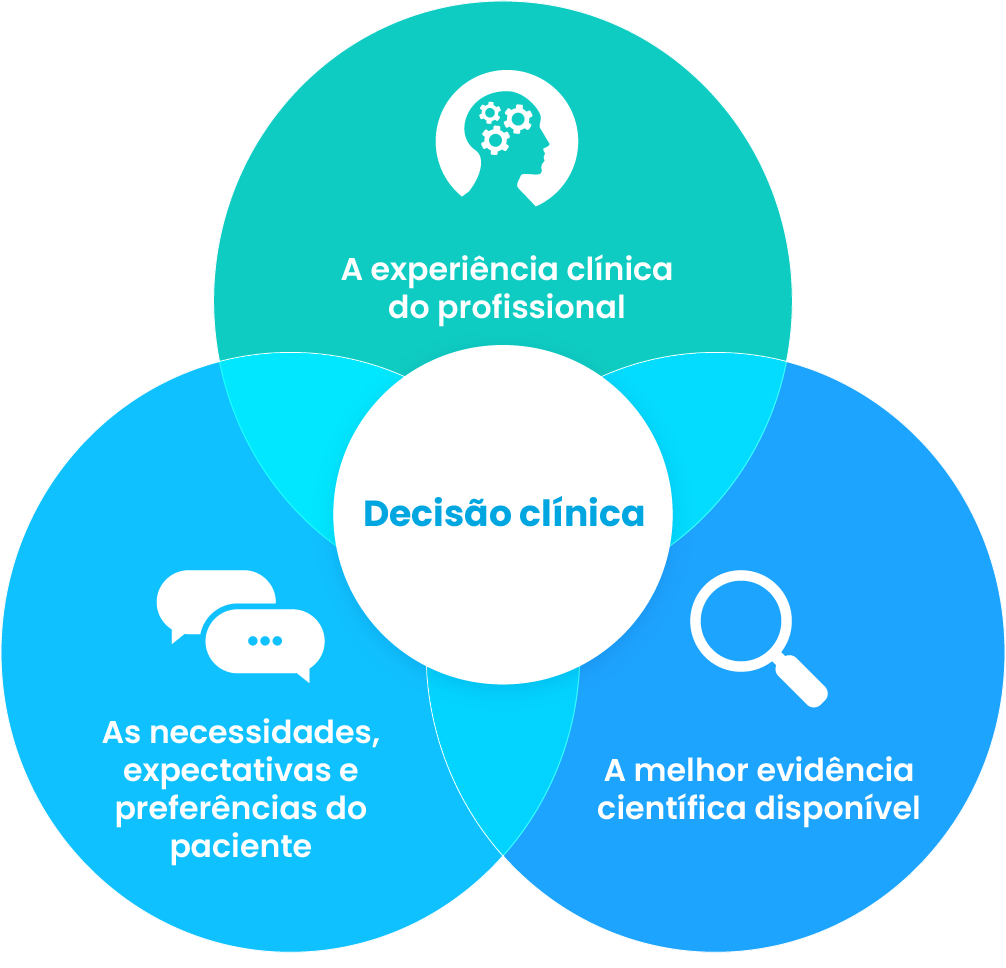 A experiência clínica
do profissional
Decisão clínica
As necessidades,
expectativas e
preferências do
paciente
A melhor evidência
científica disponível